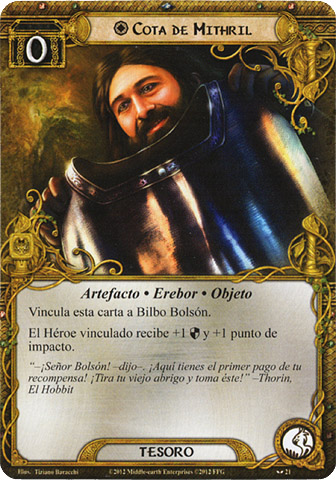 0
Cota de Mithril
Artefacto • Erebor • Objeto
Vincula esta carta a Bilbo Bolsón.
El Héroe vinculado recibe +1 y +1 punto de
impacto.
“–¡Señor Bolsón! –dijo–. ¡Aquí tienes el primer pago de tu
recompensa! ¡Tira tu viejo abrigo y toma éste!” –Thorin,
El Hobbit
TESORO
Illus. Tiziano Baracchi
©2012 Middle-earth Enterprises ©2012 FFG
21